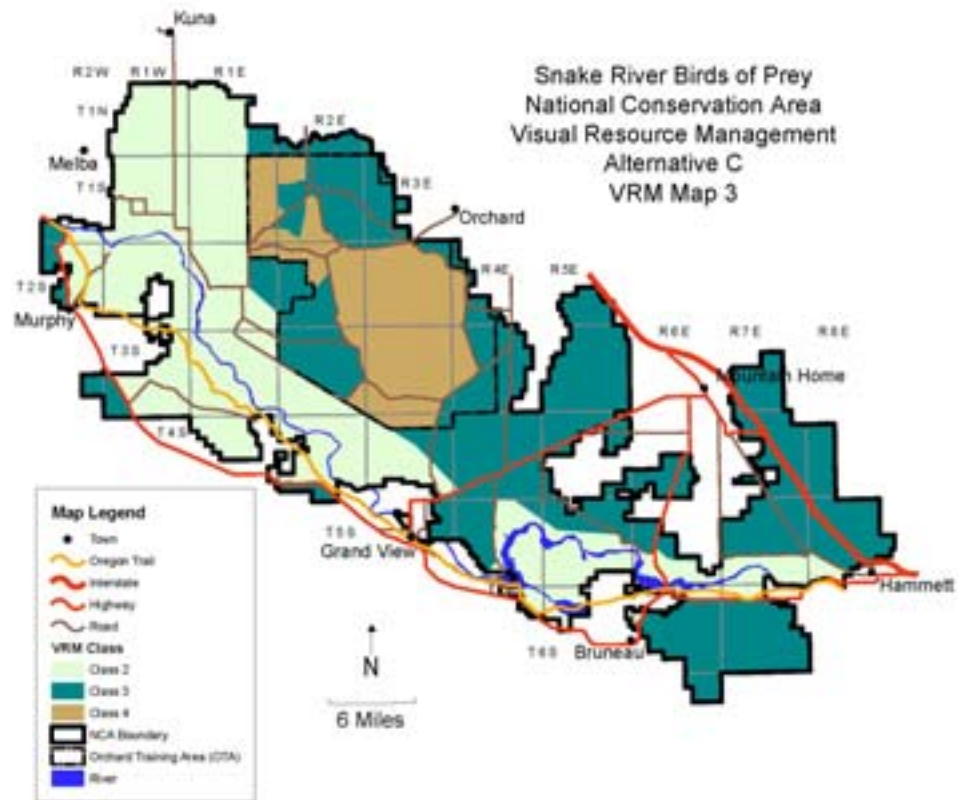 Kuna
R2W R1W R1E
T1N
R2E
Melba
T1S
R3E
Orchard
R4E
R5E
T2S
Murphy
R6E R7E R8E
T3S
Mountain Home
T4S
T5S
Grand View
Hammett
T6S
Bruneau
N
6 Miles
Snake River Birds of Prey
National Conservation Area
Visual Resource Management
Alternative C
VRM Map 3
Map Legend
Town
Oregon Trail
Interstate
Highway
Road
VRM Class
Class 2
Class 3
Class 4
NCA Boundary
Orchard Training Area (OTA)
River